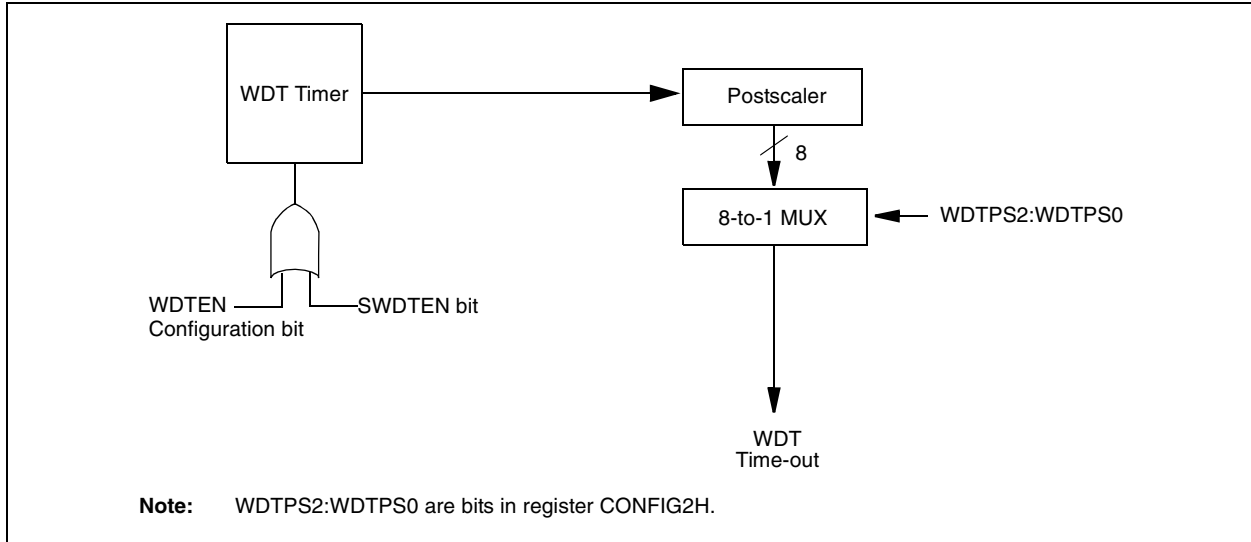 WDT Timer
Postscaler
8
8-to-1 MUX
WDTPS2:WDTPS0
WDTEN
Configuration bit
SWDTEN bit
WDT
Time-out
Note: WDTPS2:WDTPS0 are bits in register CONFIG2H.